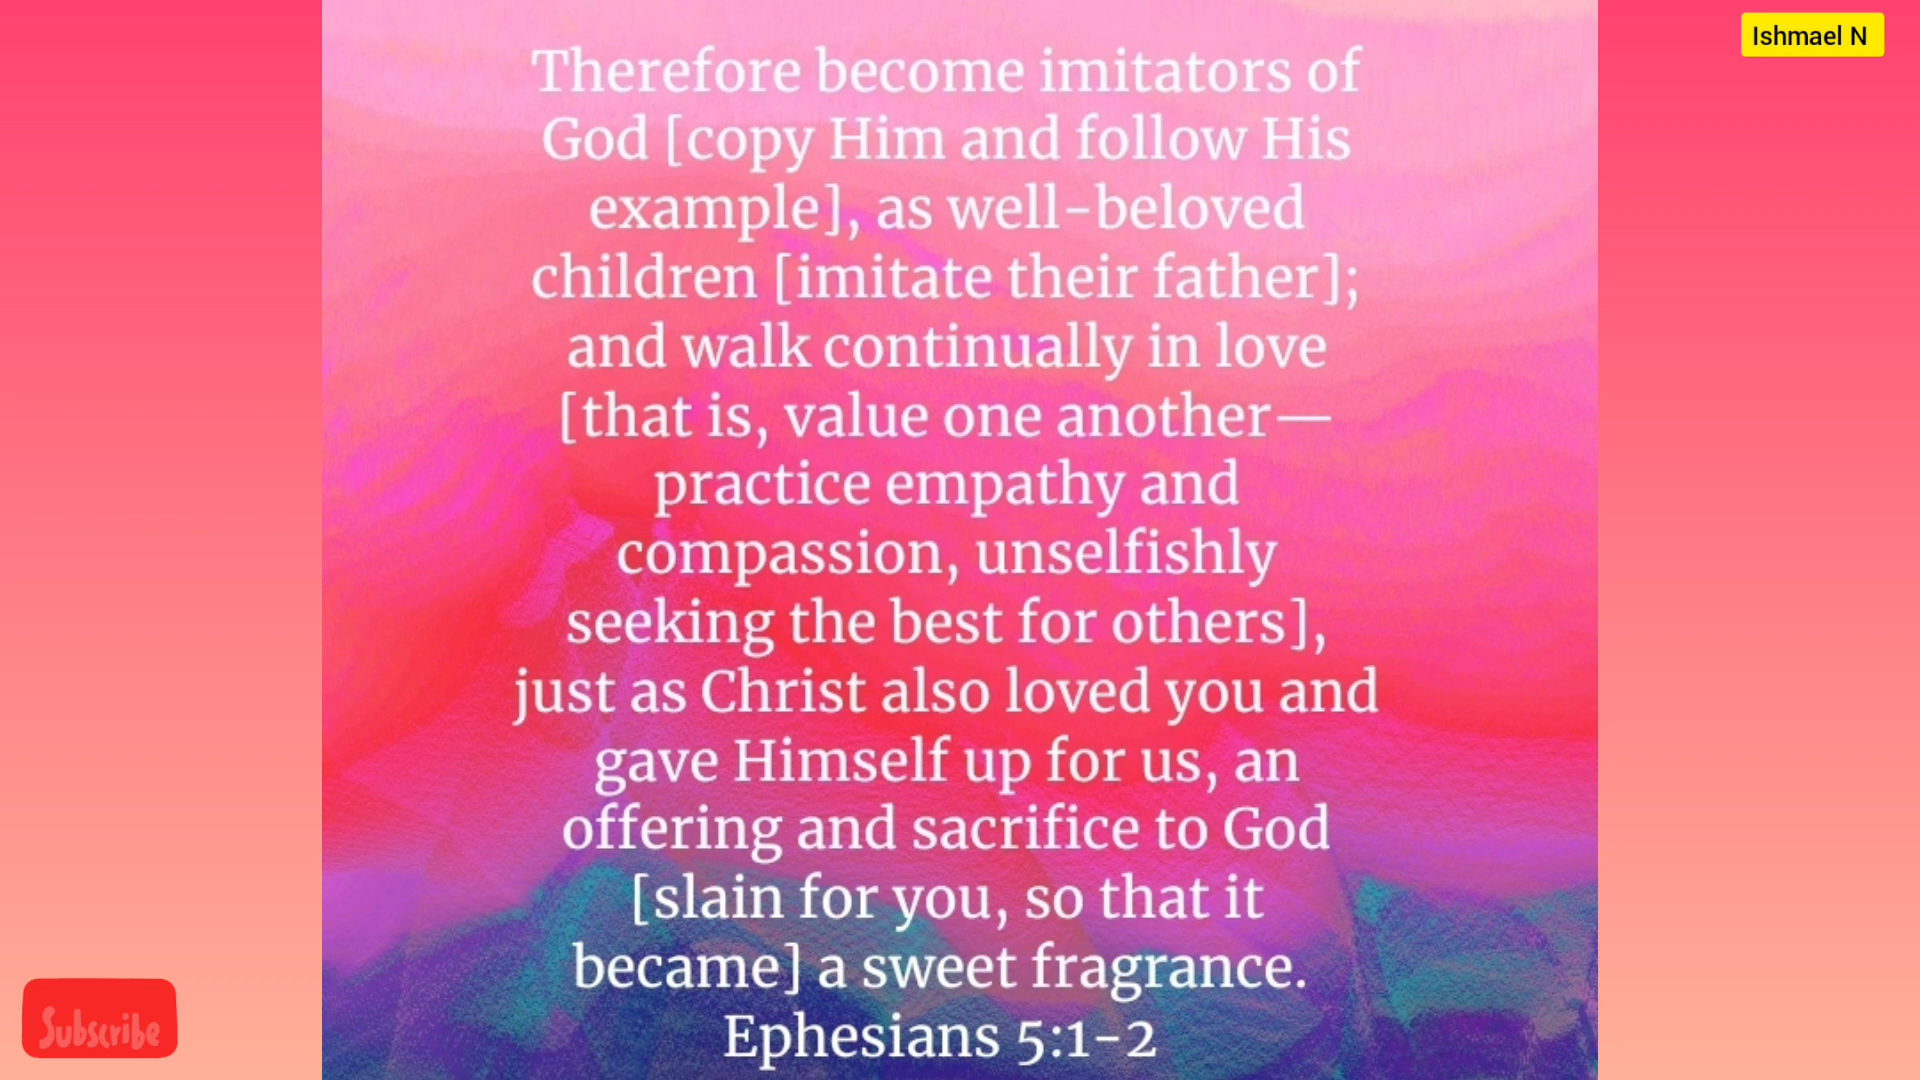 Ishmael N
Therefore become imitators of
God [copy Him and follow His
example], as well-beloved
children [imitate their father];
and walk continually in love
[that is, value one another—
practice empathy and
compassion, unselfishly
seeking the best for others],
just as Christ also loved you and
gave Himself up for us, an
offering and sacrifice to God
[slain for you, so that it
became] a sweet fragrance.
Ephesians 5:1-2
Subscribe